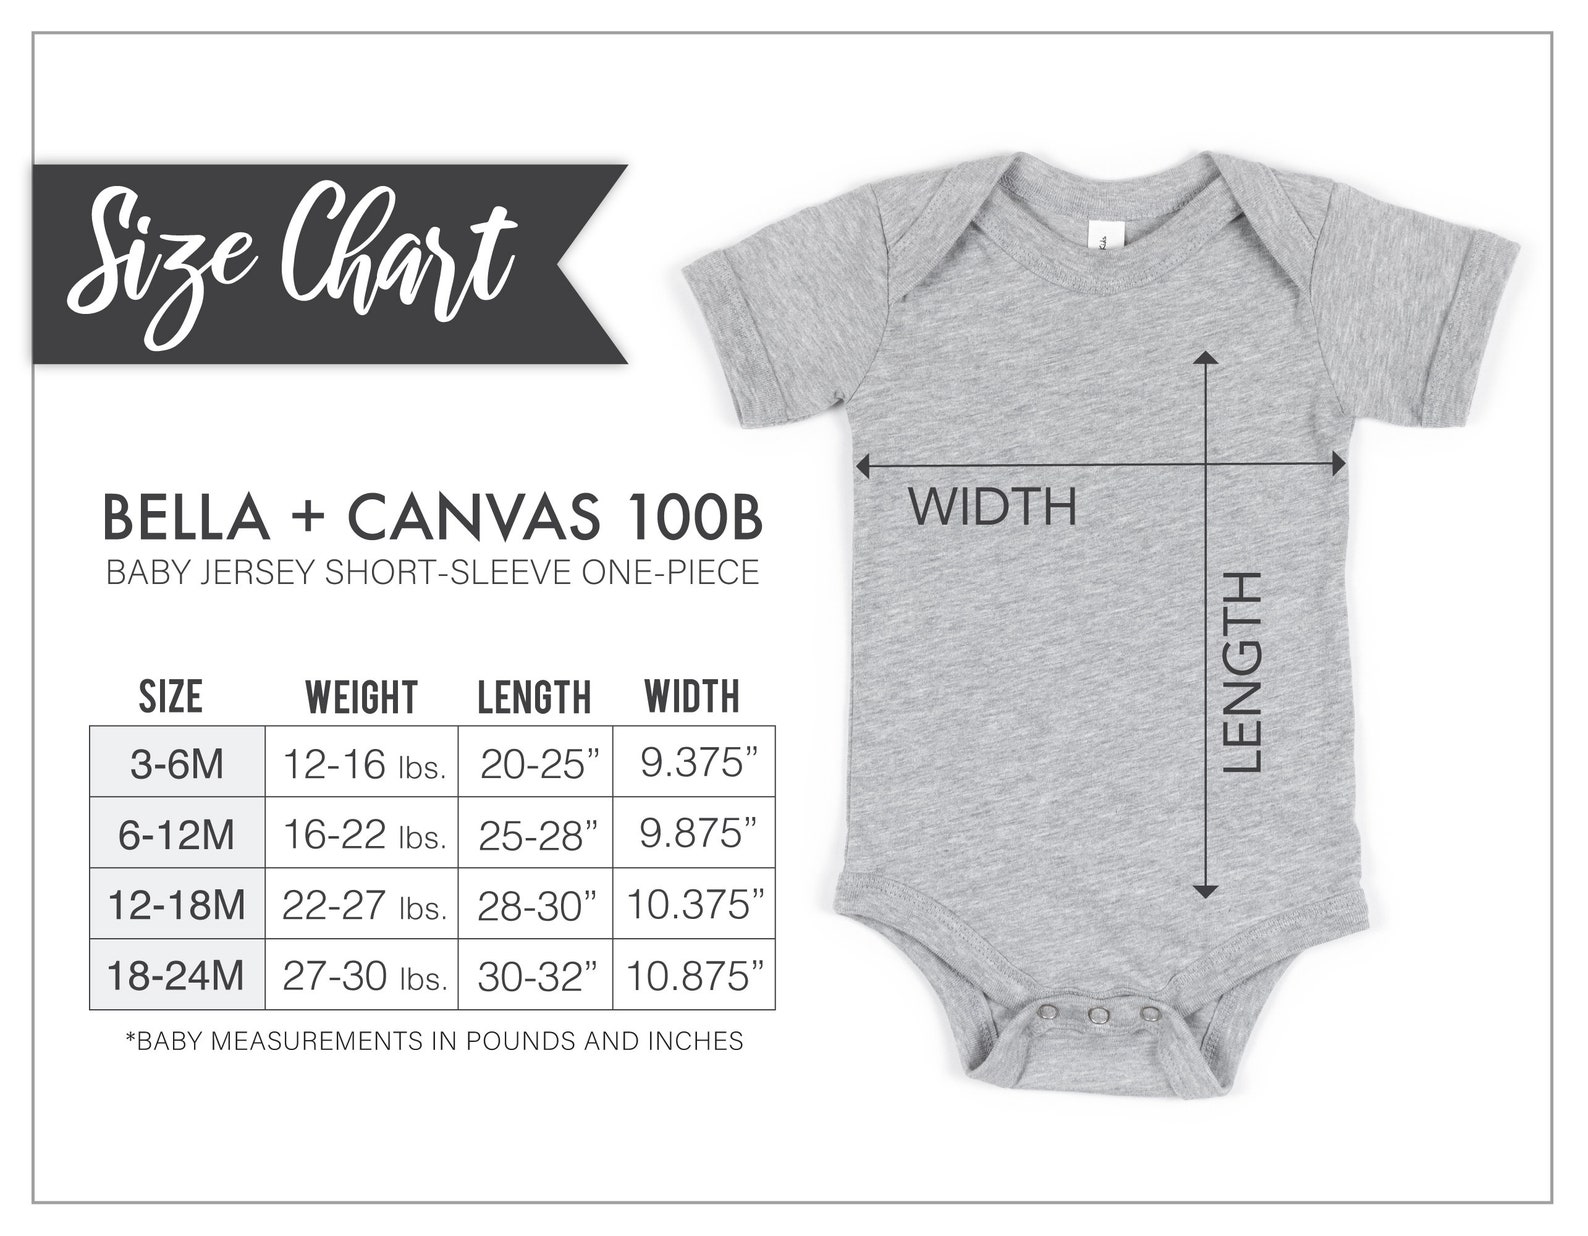 Size Chart
BELLA + CANVAS 100B
BABY JERSEY SHORT-SLEEVE ONE-PIECE
SIZE WEIGHT LENGTH WIDTH
3-6M 12-16 lbs. 20-25” 9.375”
6-12M 16-22 lbs. 25-28” 9.875”
12-18M 22-27 lbs. 28-30” 10.375”
18-24M 27-30 lbs. 30-32” 10.875”
*BABY MEASUREMENTS IN POUNDS AND INCHES
Kids
WIDTH
LENGTH